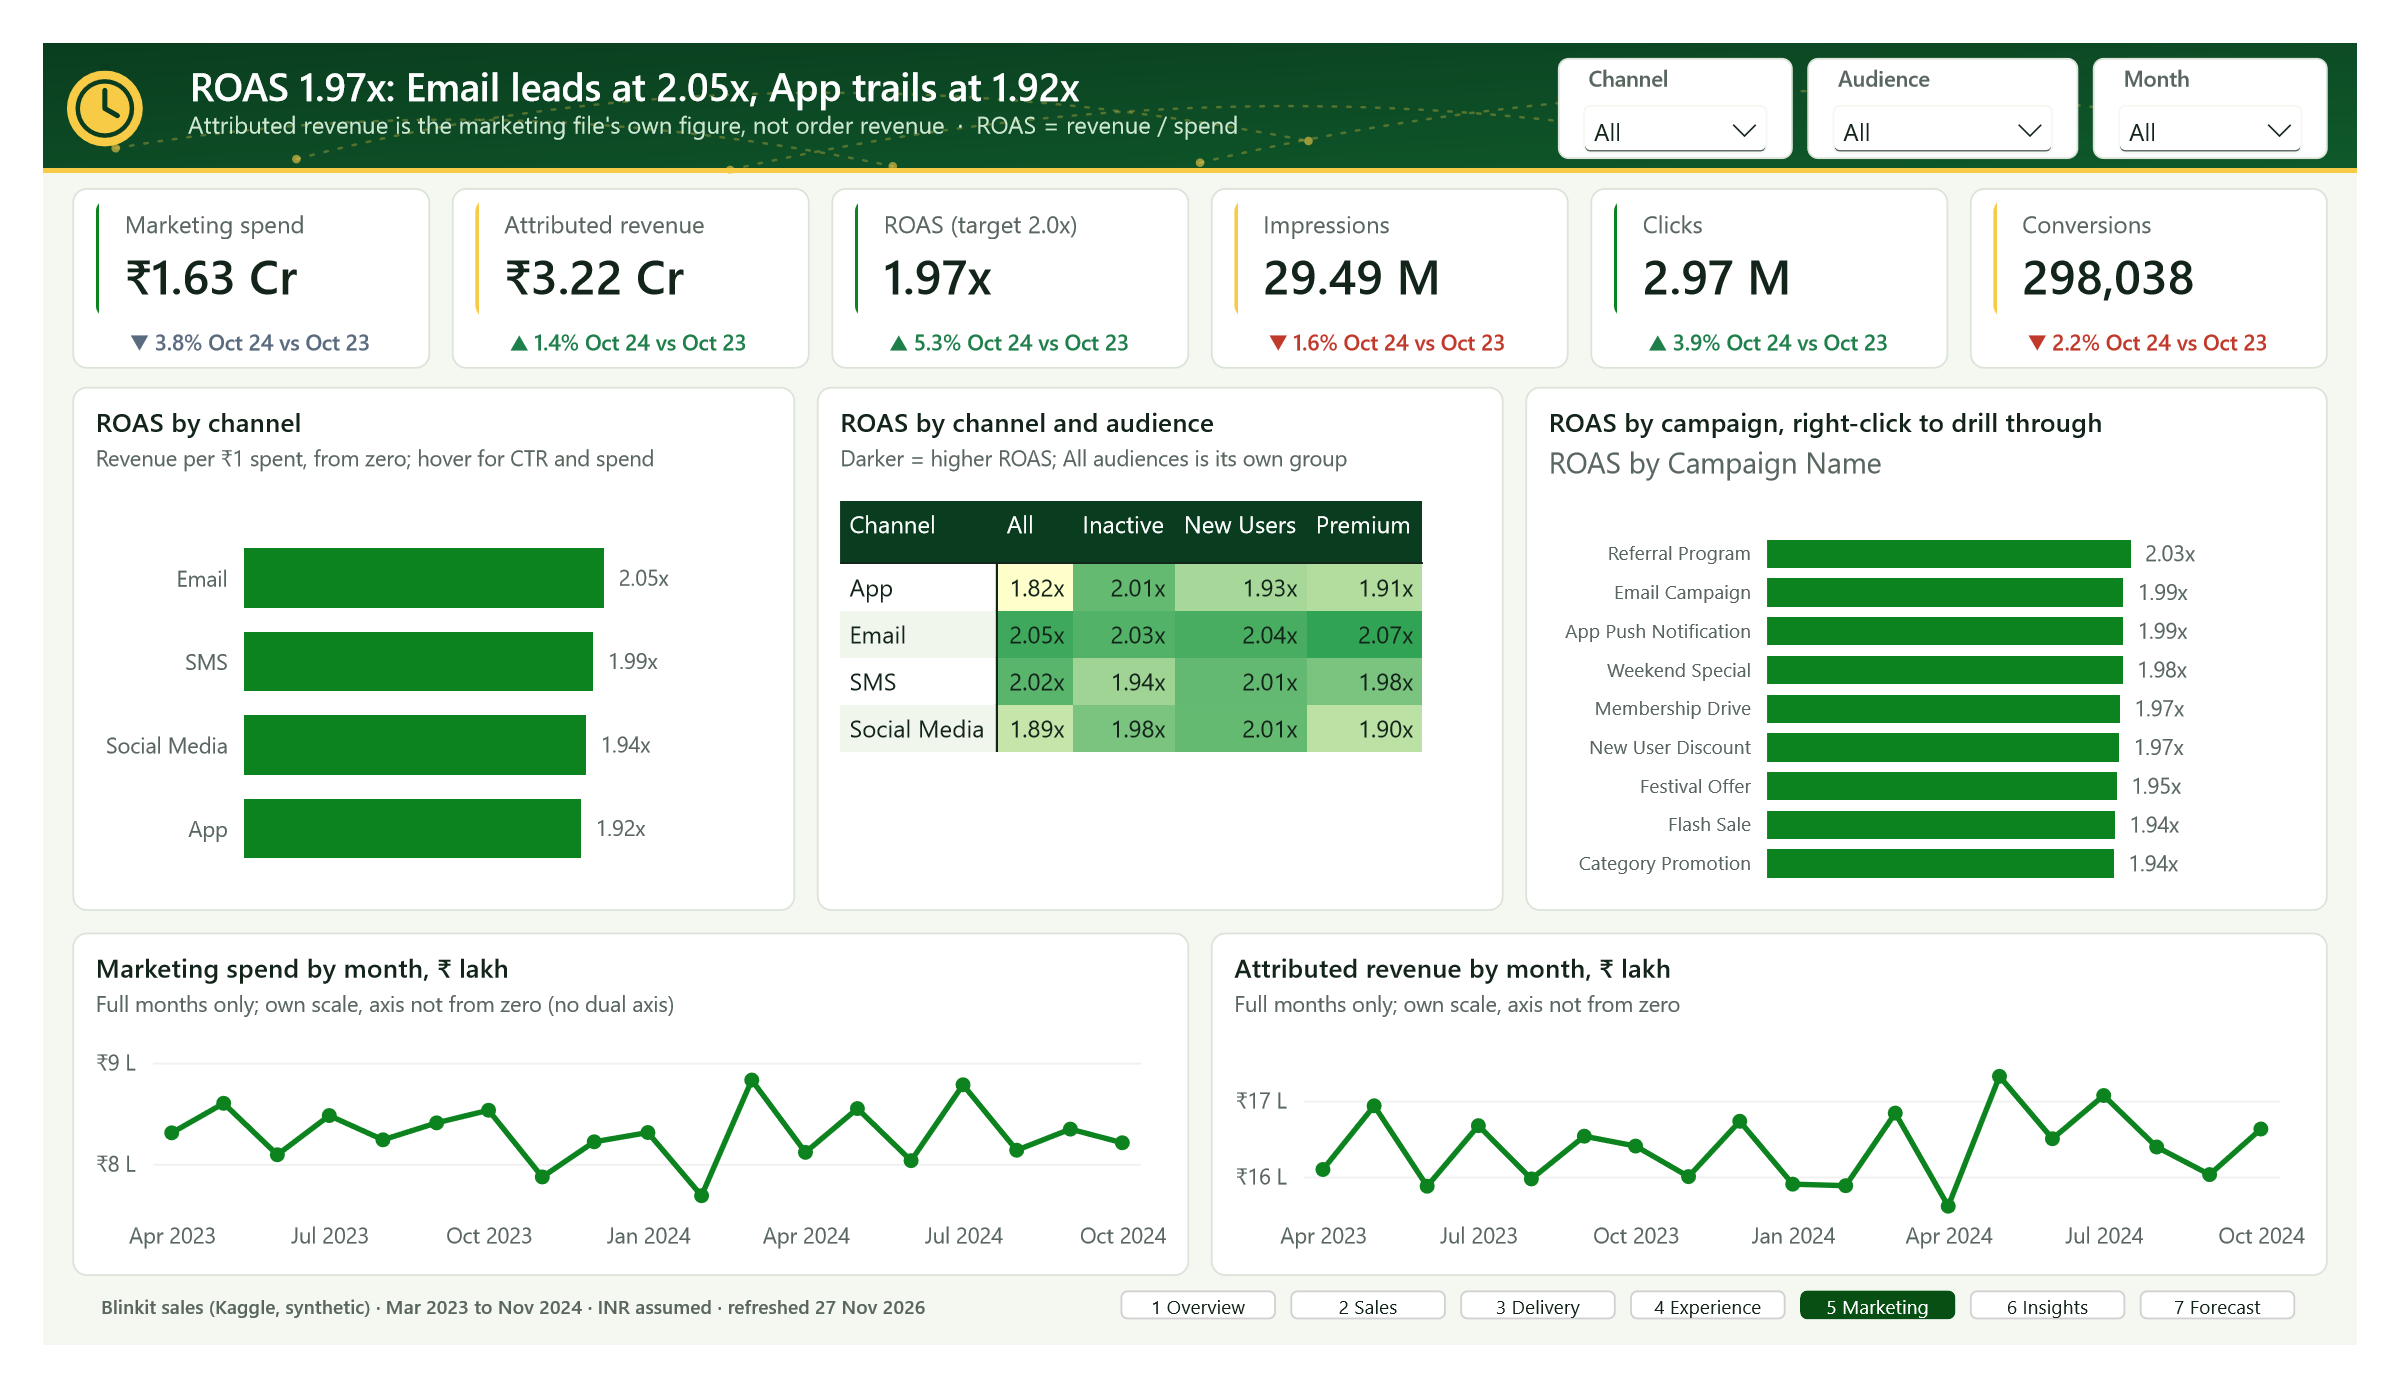 ROAS 1.97x: Email leads at 2.05x, App trails at 1.92x
Attributed revenue is the marketing file's own figure, not order revenue · ROAS = revenue / spend
Channel
All
Audience
All
Month
All
Marketing spend
₹1.63 Cr
▼ 3.8% Oct 24 vs Oct 23
Attributed revenue
₹3.22 Cr
▲ 1.4% Oct 24 vs Oct 23
ROAS (target 2.0x)
1.97x
▲ 5.3% Oct 24 vs Oct 23
Impressions
29.49 M
▼ 1.6% Oct 24 vs Oct 23
Clicks
2.97 M
▲ 3.9% Oct 24 vs Oct 23
Conversions
298,038
▼ 2.2% Oct 24 vs Oct 23
ROAS by channel
Revenue per ₹1 spent, from zero; hover for CTR and spend
Email 2.05x
SMS 1.99x
Social Media 1.94x
App 1.92x
ROAS by channel and audience
Darker = higher ROAS; All audiences is its own group
Channel All Inactive New Users Premium
App 1.82x 2.01x 1.93x 1.91x
Email 2.05x 2.03x 2.04x 2.07x
SMS 2.02x 1.94x 2.01x 1.98x
Social Media 1.89x 1.98x 2.01x 1.90x
ROAS by campaign, right-click to drill through
ROAS by Campaign Name
Referral Program 2.03x
Email Campaign 1.99x
App Push Notification 1.99x
Weekend Special 1.98x
Membership Drive 1.97x
New User Discount 1.97x
Festival Offer 1.95x
Flash Sale 1.94x
Category Promotion 1.94x
Marketing spend by month, ₹ lakh
Full months only; own scale, axis not from zero (no dual axis)
₹9 L
₹8 L
Apr 2023 Jul 2023 Oct 2023 Jan 2024 Apr 2024 Jul 2024 Oct 2024
Attributed revenue by month, ₹ lakh
Full months only; own scale, axis not from zero
₹17 L
₹16 L
Apr 2023 Jul 2023 Oct 2023 Jan 2024 Apr 2024 Jul 2024 Oct 2024
Blinkit sales (Kaggle, synthetic) · Mar 2023 to Nov 2024 · INR assumed · refreshed 27 Nov 2026
1 Overview 2 Sales 3 Delivery 4 Experience 5 Marketing 6 Insights 7 Forecast